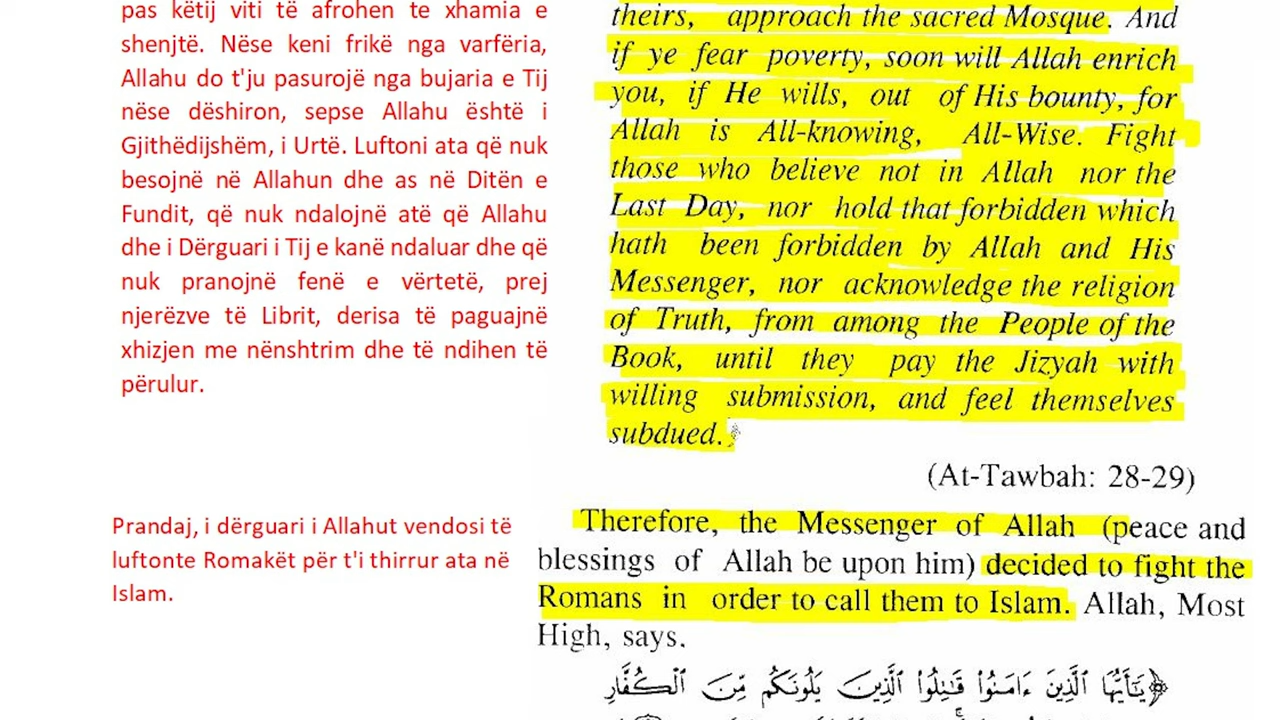 pas këtij viti të afrohen te xhamia e
shenjtë. Nëse keni frikë nga varfëria,
Allahu do t'ju pasurojë nga bujaria e Tij
nëse dëshiron, sepse Allahu është i
Gjithëdijshëm, i Urtë. Luftoni ata që nuk
besojnë në Allahun dhe as në Ditën e
Fundit, që nuk ndalojnë atë që Allahu
dhe i Dërguari i Tij e kanë ndaluar dhe që
nuk pranojnë fenë e vërtetë, prej
njerëzve të Librit, derisa të paguajnë
xhizjen me nënshtrim dhe të ndihen të
përulur.
Prandaj, i dërguari i Allahut vendosi të
luftonte Romakët për t'i thirrur ata në
Islam.
theirs, approach the sacred Mosque. And
if ye fear poverty, soon will Allah enrich
you, if He wills, out of His bounty, for
Allah is All-knowing, All-Wise. Fight
those who believe not in Allah nor the
Last Day, nor hold that forbidden which
hath been forbidden by Allah and His
Messenger, nor acknowledge the religion
of Truth, from among the People of the
Book, until they pay the Jizyah with
willing submission, and feel themselves
subdued.﴾
(At-Tawbah: 28-29)
Therefore, the Messenger of Allah (peace and
blessings of Allah be upon him) decided to fight the
Romans in order to call them to Islam. Allah, Most
High, says.
﴿يَٰٓأَيُّهَا ٱلَّذِينَ ءَامَنُوا۟ قَٰتِلُوا۟ ٱلَّذِينَ يَلُونَكُم مِّنَ ٱلْكُفَّارِ